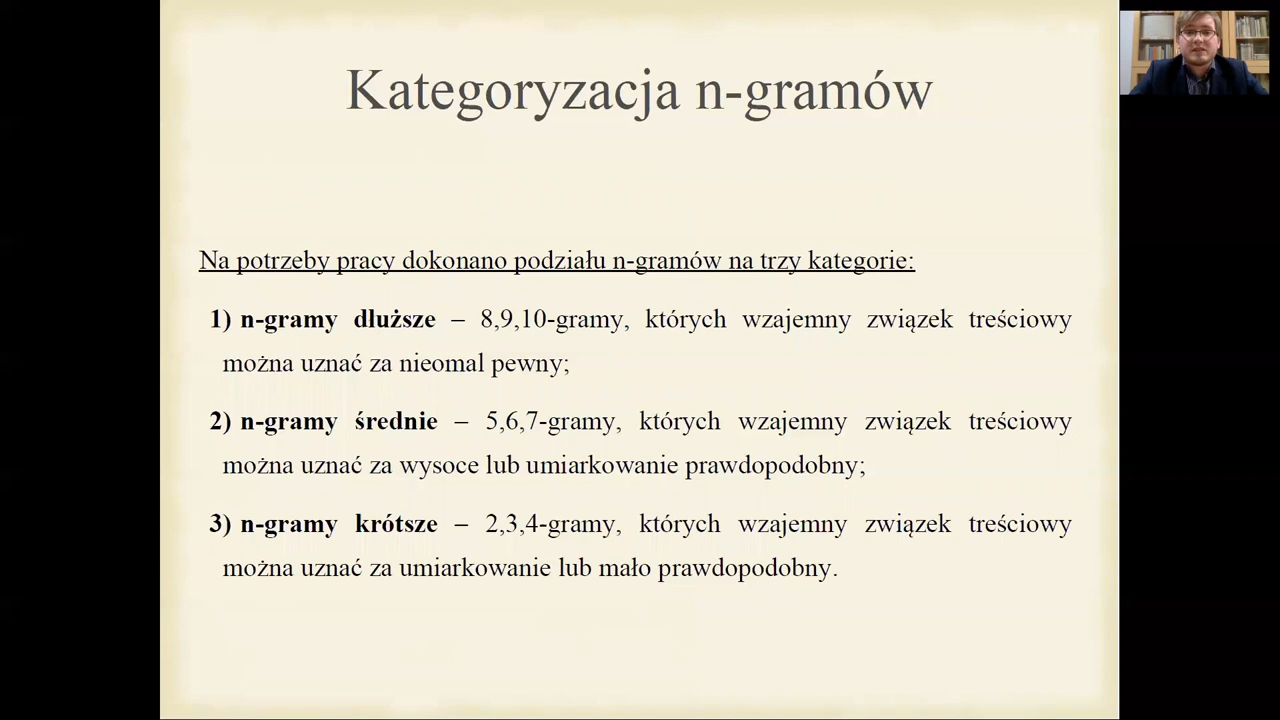 Kategoryzacja n-gramów
Na potrzeby pracy dokonano podziału n-gramów na trzy kategorie:
1) n-gramy dłuższe – 8,9,10-gramy, których wzajemny związek treściowy
można uznać za nieomal pewny;
2) n-gramy średnie – 5,6,7-gramy, których wzajemny związek treściowy
można uznać za wysoce lub umiarkowanie prawdopodobny;
3) n-gramy krótsze – 2,3,4-gramy, których wzajemny związek treściowy
można uznać za umiarkowanie lub mało prawdopodobny.